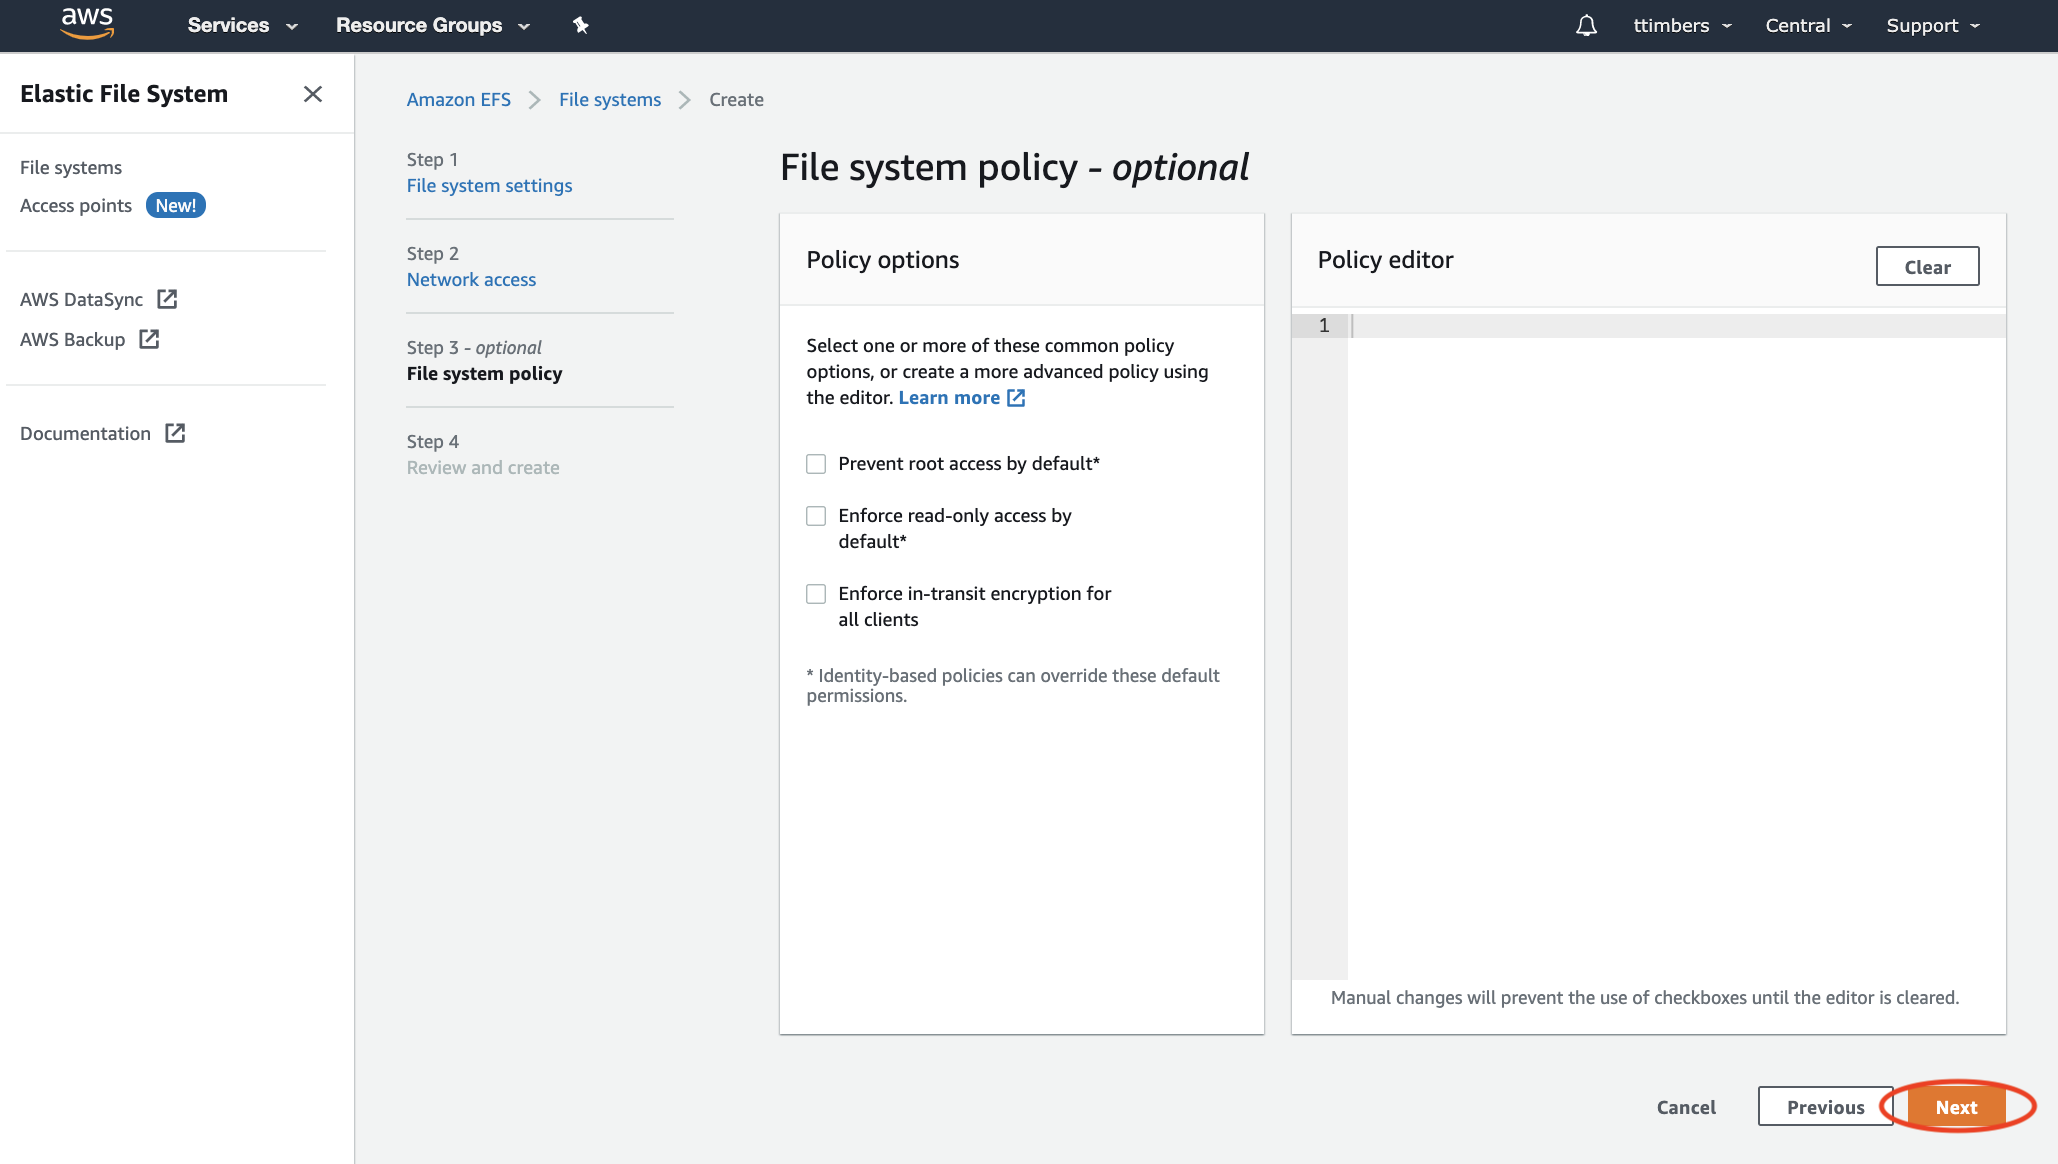 aws
Services
Resource Groups
ttimbers
Central
Support
Elastic File System
File systems
Access points
New!
AWS DataSync
AWS Backup
Documentation
Amazon EFS
File systems
Create
Step 1
File system settings
Step 2
Network access
Step 3 - optional
File system policy
Step 4
Review and create
File system policy - optional
Policy options
Select one or more of these common policy
options, or create a more advanced policy using
the editor. Learn more
Prevent root access by default*
Enforce read-only access by
default*
Enforce in-transit encryption for
all clients
* Identity-based policies can override these default
permissions.
Policy editor
Clear
1
Manual changes will prevent the use of checkboxes until the editor is cleared.
Cancel
Previous
Next